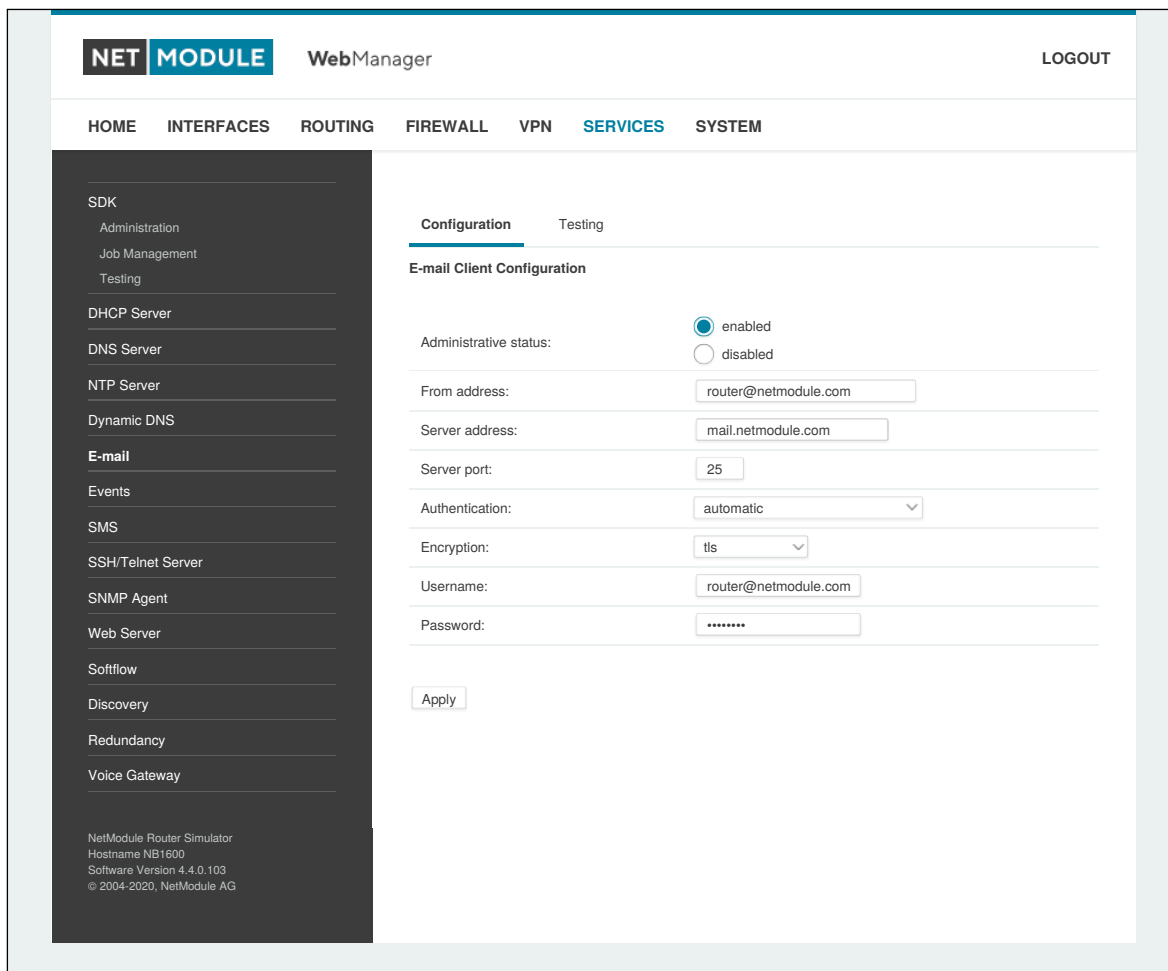 NET MODULE WebManager LOGOUT
HOME INTERFACES ROUTING FIREWALL VPN SERVICES SYSTEM
SDK
Administration
Job Management
Testing
DHCP Server
DNS Server
NTP Server
Dynamic DNS
E-mail
Events
SMS
SSH/Telnet Server
SNMP Agent
Web Server
Softflow
Discovery
Redundancy
Voice Gateway
NetModule Router Simulator
Hostname NB1600
Software Version 4.4.0.103
© 2004-2020, NetModule AG
Configuration Testing
E-mail Client Configuration
Administrative status: enabled
disabled
From address: router@netmodule.com
Server address: mail.netmodule.com
Server port: 25
Authentication: automatic
Encryption: tls
Username: router@netmodule.com
Password: ••••••••
Apply